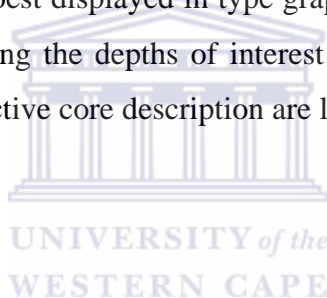 best displayed in type grap
ng the depths of interest
ctive core description are l
UNIVERSITY of the
WESTERN CAPE